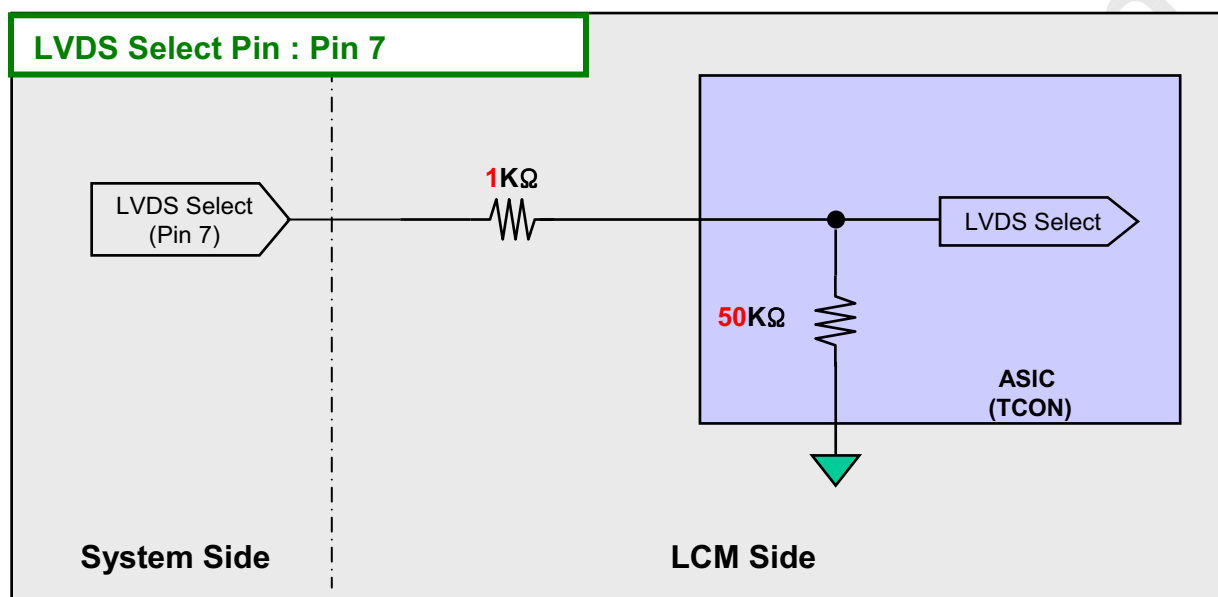 LVDS Select Pin : Pin 7
1KΩ
LVDS Select
(Pin 7)
LVDS Select
50KΩ
ASIC
(TCON)
System Side
LCM Side